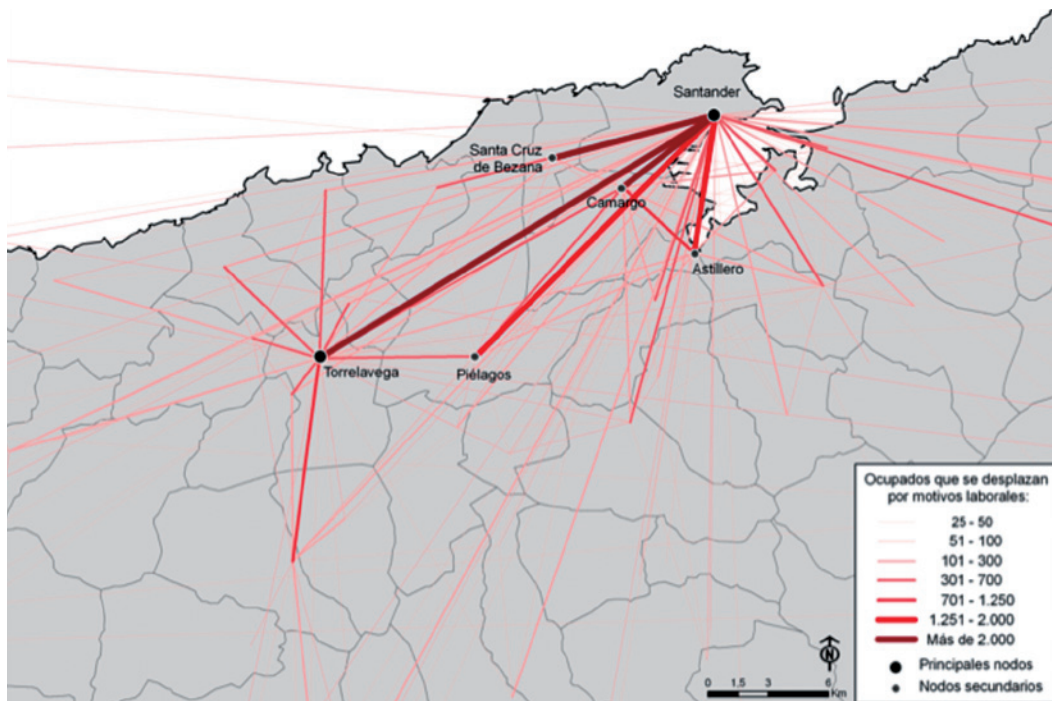 Santander
Santa Cruz
de Bezana
Camargo
Astillero
Torrelavega
Piélagos
Ocupados que se desplazan
por motivos laborales:
25 - 50
51 - 100
101 - 300
301 - 700
701 - 1.250
1.251 - 2.000
Más de 2.000
Principales nodos
Nodos secundarios
N
0 1.5 3 6
Km